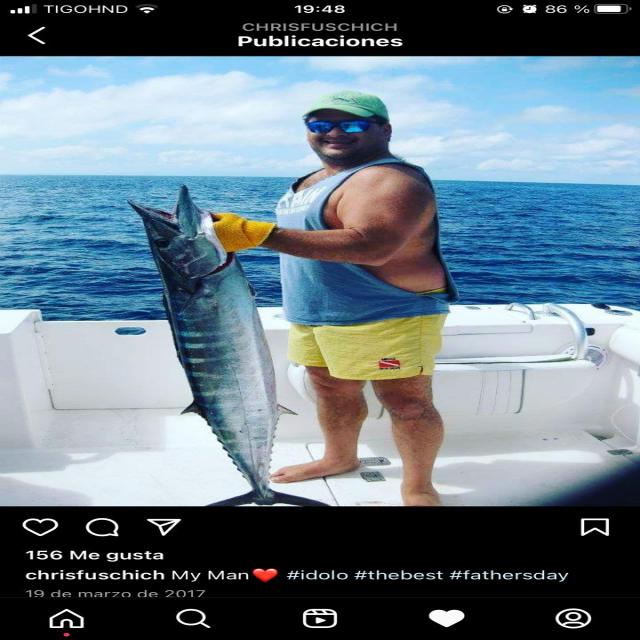 TIGOHND 19:48 86 %
CHRISFUSCHICH
Publicaciones
156 Me gusta
chrisfuschich My Man❤️ #idolo #thebest #fathersday
19 de marzo de 2017